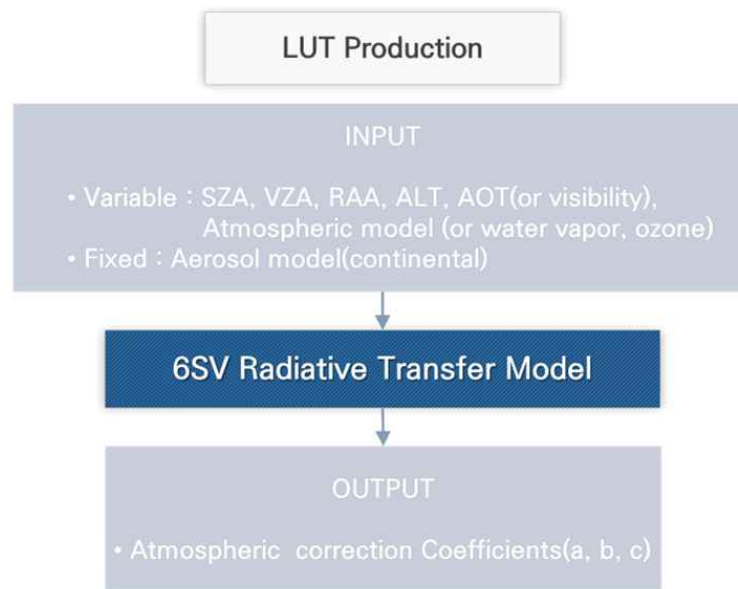 LUT Production
INPUT
• Variable : SZA, VZA, RAA, ALT, AOT(or visibility),
Atmospheric model (or water vapor, ozone)
• Fixed : Aerosol model(continental)
6SV Radiative Transfer Model
OUTPUT
• Atmospheric correction Coefficients(a, b, c)